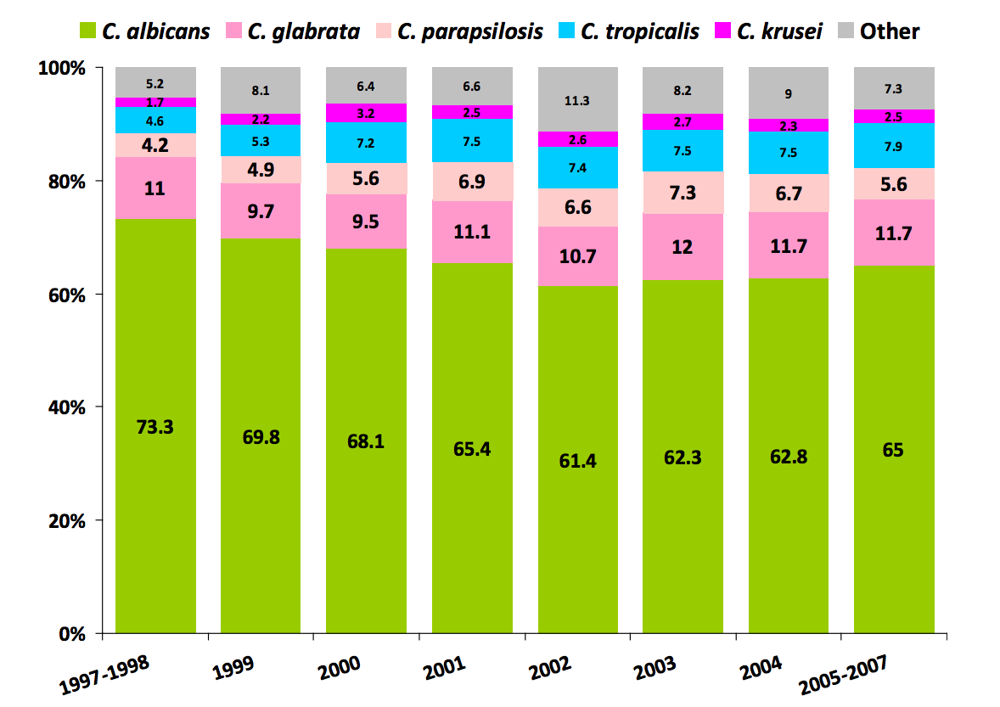 C. albicans C. glabrata C. parapsilosis C. tropicalis C. krusei Other
100%
80%
60%
40%
20%
0%
5.2 8.1 6.4 6.6 11.3 8.2 9 7.3
1.7 2.2 3.2 2.5 2.6 2.7 2.3 2.5
4.6 5.3 7.2 7.5 7.4 7.5 7.5 7.9
4.2 4.9 5.6 6.9 6.6 7.3 6.7 5.6
11 9.7 9.5 11.1 10.7 12 11.7 11.7
73.3 69.8 68.1 65.4 61.4 62.3 62.8 65
1997-1998 1999 2000 2001 2002 2003 2004 2005-2007